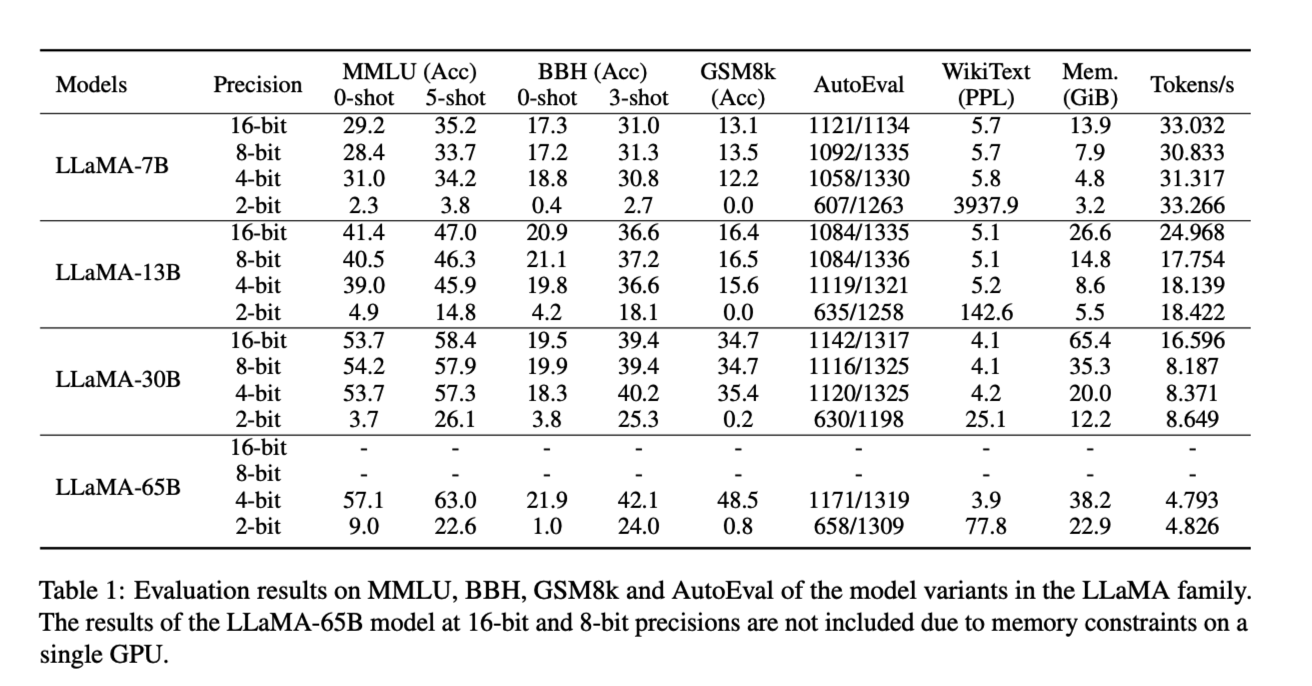 Models Precision MMLU (Acc) BBH (Acc) GSM8k AutoEval WikiText Mem. Tokens/s
0-shot 5-shot 0-shot 3-shot (Acc) (PPL) (GiB)
16-bit 29.2 35.2 17.3 31.0 13.1 1121/1134 5.7 13.9 33.032
LLaMA-7B 8-bit 28.4 33.7 17.2 31.3 13.5 1092/1335 5.7 7.9 30.833
4-bit 31.0 34.2 18.8 30.8 12.2 1058/1330 5.8 4.8 31.317
2-bit 2.3 3.8 0.4 2.7 0.0 607/1263 3937.9 3.2 33.266
16-bit 41.4 47.0 20.9 36.6 16.4 1084/1335 5.1 26.6 24.968
LLaMA-13B 8-bit 40.5 46.3 21.1 37.2 16.5 1084/1336 5.1 14.8 17.754
4-bit 39.0 45.9 19.8 36.6 15.6 1119/1321 5.2 8.6 18.139
2-bit 4.9 14.8 4.2 18.1 0.0 635/1258 142.6 5.5 18.422
16-bit 53.7 58.4 19.5 39.4 34.7 1142/1317 4.1 65.4 16.596
LLaMA-30B 8-bit 54.2 57.9 19.9 39.4 34.7 1116/1325 4.1 35.3 8.187
4-bit 53.7 57.3 18.3 40.2 35.4 1120/1325 4.2 20.0 8.371
2-bit 3.7 26.1 3.8 25.3 0.2 630/1198 25.1 12.2 8.649
16-bit - - - - - - - - -
LLaMA-65B 8-bit - - - - - - - - -
4-bit 57.1 63.0 21.9 42.1 48.5 1171/1319 3.9 38.2 4.793
2-bit 9.0 22.6 1.0 24.0 0.8 658/1309 77.8 22.9 4.826
Table 1: Evaluation results on MMLU, BBH, GSM8k and AutoEval of the model variants in the LLaMA family.
The results of the LLaMA-65B model at 16-bit and 8-bit precisions are not included due to memory constraints on a
single GPU.